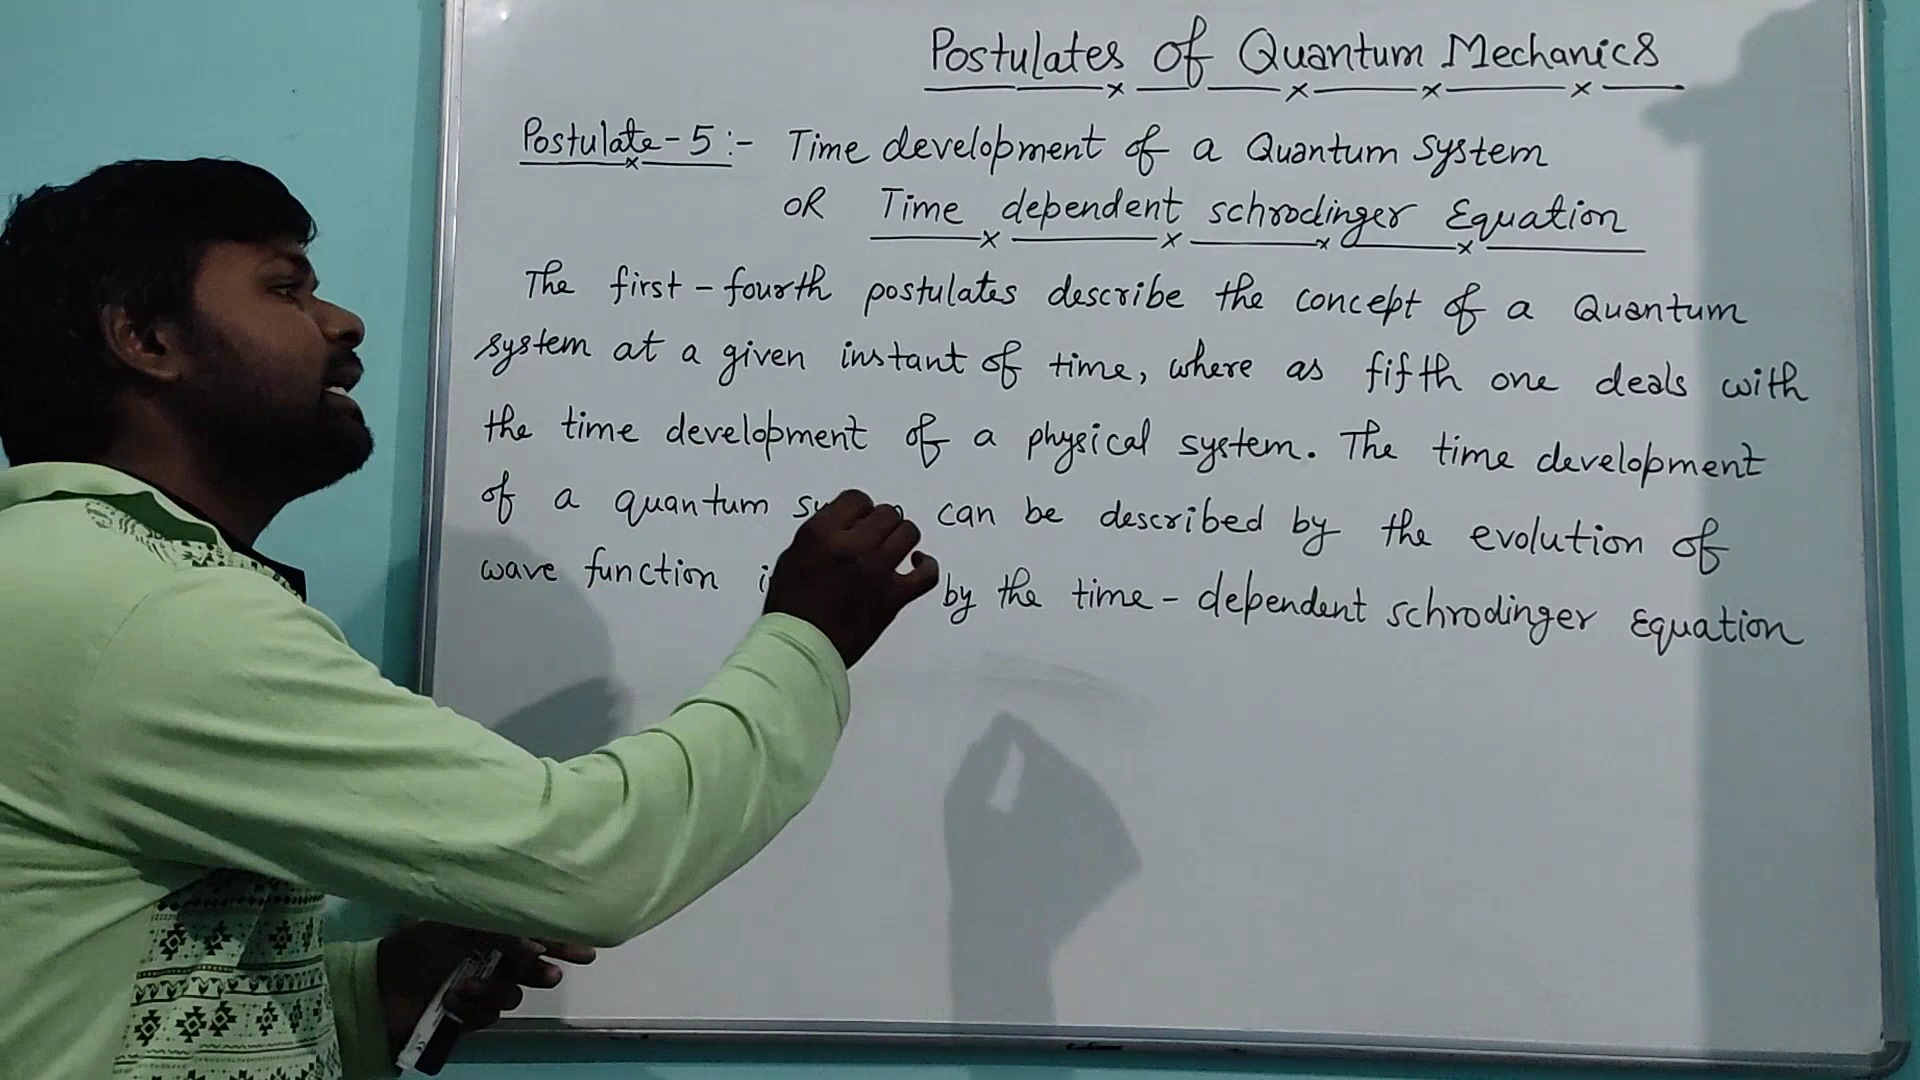 Postulates of Quantum Mechanics
Postulate-5:- Time development of a Quantum System
OR Time dependent schrodinger Equation
The first-fourth postulates describe the concept of a Quantum
system at a given instant of time, where as fifth one deals with
the time development of a physical system. The time development
of a quantum can be described by the evolution of
wave function by the time-dependent schrodinger Equation